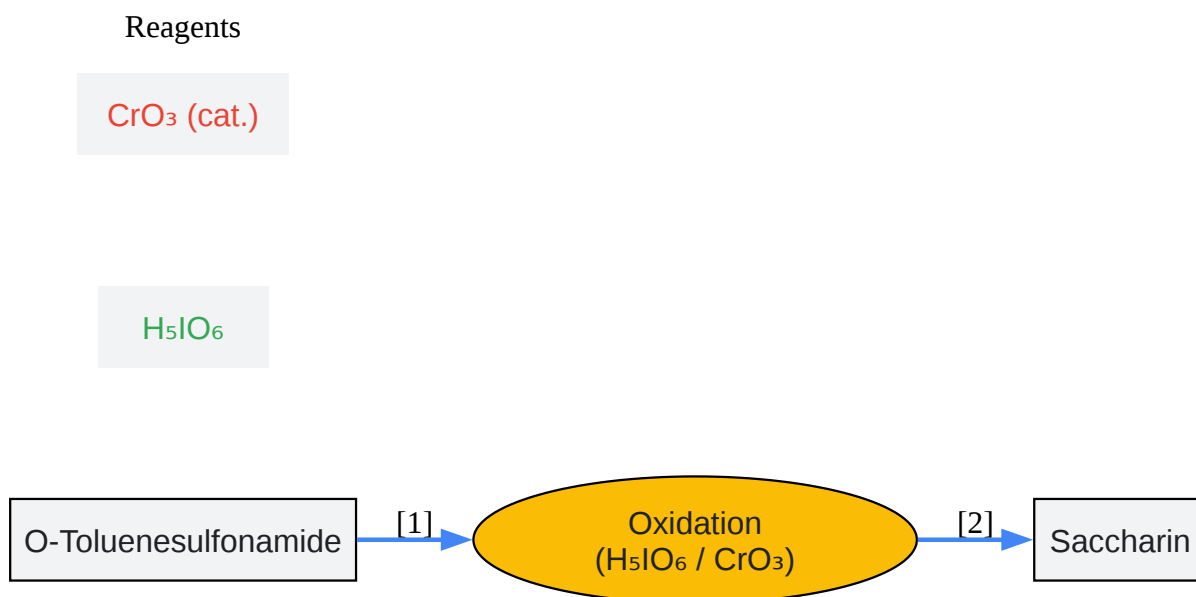 Reagents
CrO₃ (cat.)
H₅IO₆
O-Toluenesulfonamide
[1]
Oxidation
(H₅IO₆ / CrO₃)
[2]
Saccharin